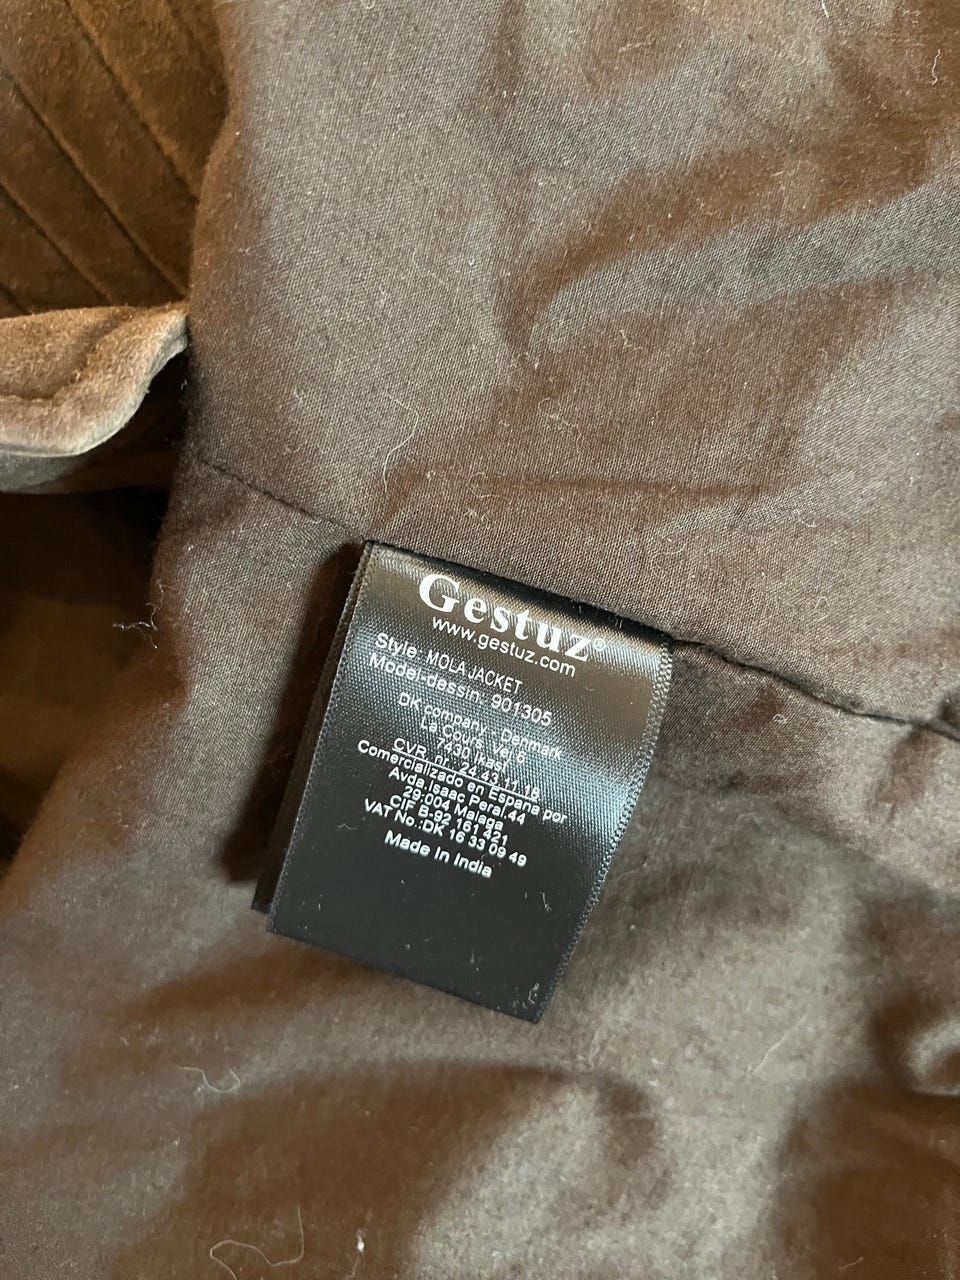 Gestuz®
www.gestuz.com
Style: MOLA JACKET
Model-dessin: 901305
DK company - Denmark
La Cours Vej 6
7430 Ikast
CVR. nr. 24 43 11 18
Comercializado en España por
Avda.Isaac Peral.44
29.004 Malaga
CIF B-92 161 421
VAT No.:DK 16 33 09 49
Made In India